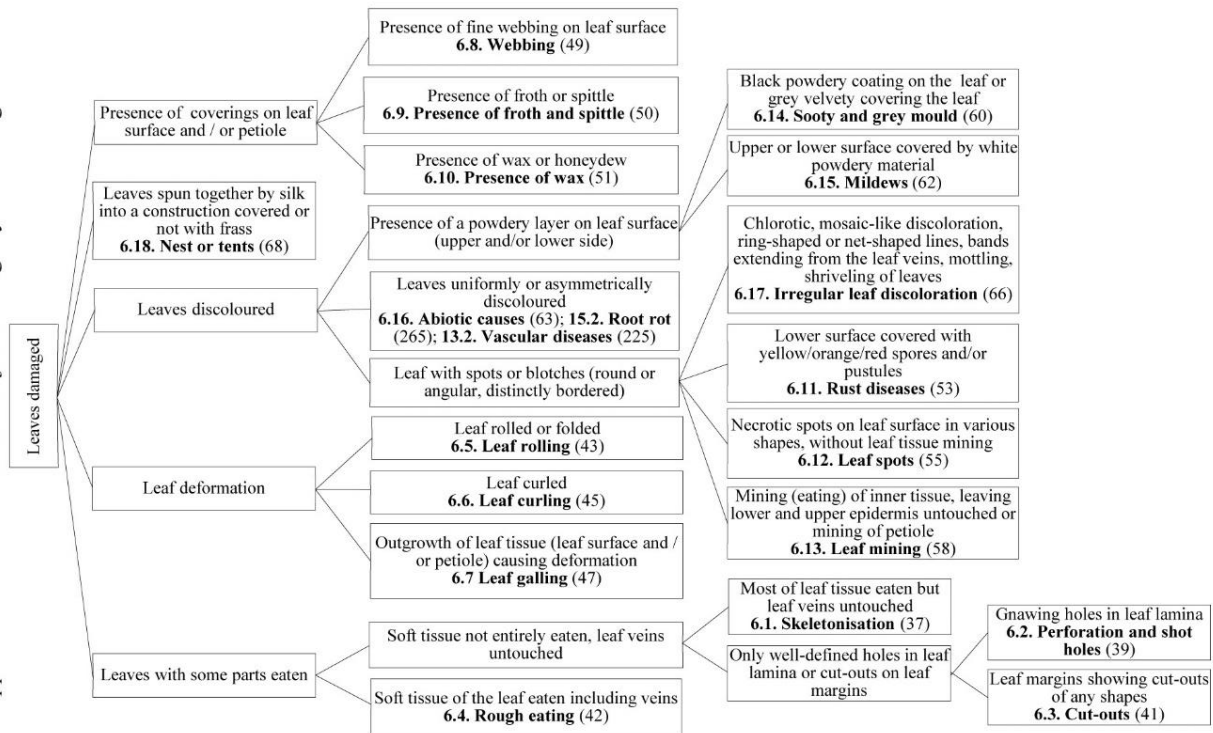 Leaves damaged
Presence of coverings on leaf
surface and / or petiole
Leaves spun together by silk
into a construction covered or
not with frass
6.18. Nest or tents (68)
Leaves discoloured
Leaf deformation
Leaves with some parts eaten
Presence of fine webbing on leaf surface
6.8. Webbing (49)
Presence of froth or spittle
6.9. Presence of froth and spittle (50)
Presence of wax or honeydew
6.10. Presence of wax (51)
Presence of a powdery layer on leaf surface
(upper and/or lower side)
Leaves uniformly or asymmetrically
discoloured
6.16. Abiotic causes (63); 15.2. Root rot
(265); 13.2. Vascular diseases (225)
Leaf with spots or blotches (round or
angular, distinctly bordered)
Leaf rolled or folded
6.5. Leaf rolling (43)
Leaf curled
6.6. Leaf curling (45)
Outgrowth of leaf tissue (leaf surface and /
or petiole) causing deformation
6.7 Leaf galling (47)
Soft tissue not entirely eaten, leaf veins
untouched
Soft tissue of the leaf eaten including veins
6.4. Rough eating (42)
Black powdery coating on the leaf or
grey velvety covering the leaf
6.14. Sooty and grey mould (60)
Upper or lower surface covered by white
powdery material
6.15. Mildews (62)
Chlorotic, mosaic-like discoloration,
ring-shaped or net-shaped lines, bands
extending from the leaf veins, mottling,
shriveling of leaves
6.17. Irregular leaf discoloration (66)
Lower surface covered with
yellow/orange/red spores and/or
pustules
6.11. Rust diseases (53)
Necrotic spots on leaf surface in various
shapes, without leaf tissue mining
6.12. Leaf spots (55)
Mining (eating) of inner tissue, leaving
lower and upper epidermis untouched or
mining of petiole
6.13. Leaf mining (58)
Most of leaf tissue eaten but
leaf veins untouched
6.1. Skeletonisation (37)
Only well-defined holes in leaf
lamina or cut-outs on leaf
margins
Gnawing holes in leaf lamina
6.2. Perforation and shot
holes (39)
Leaf margins showing cut-outs
of any shapes
6.3. Cut-outs (41)